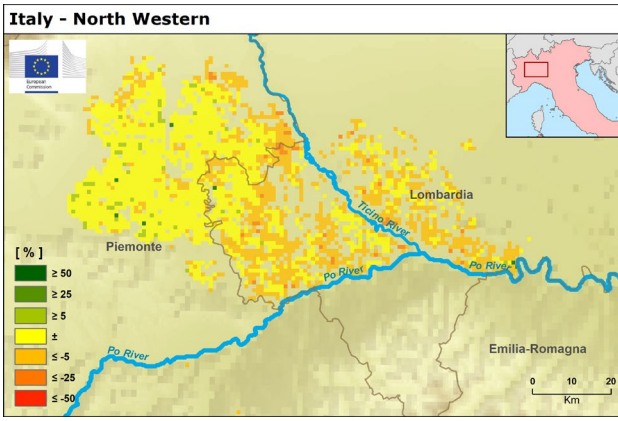 Italy - North Western
European
Commission
Lombardia
Ticino River
Piemonte
Po River
Po River
Po River
Emilia-Romagna
[ % ]
≥ 50
≥ 25
≥ 5
±
≤ -5
≤ -25
≤ -50
0 10 20
Km